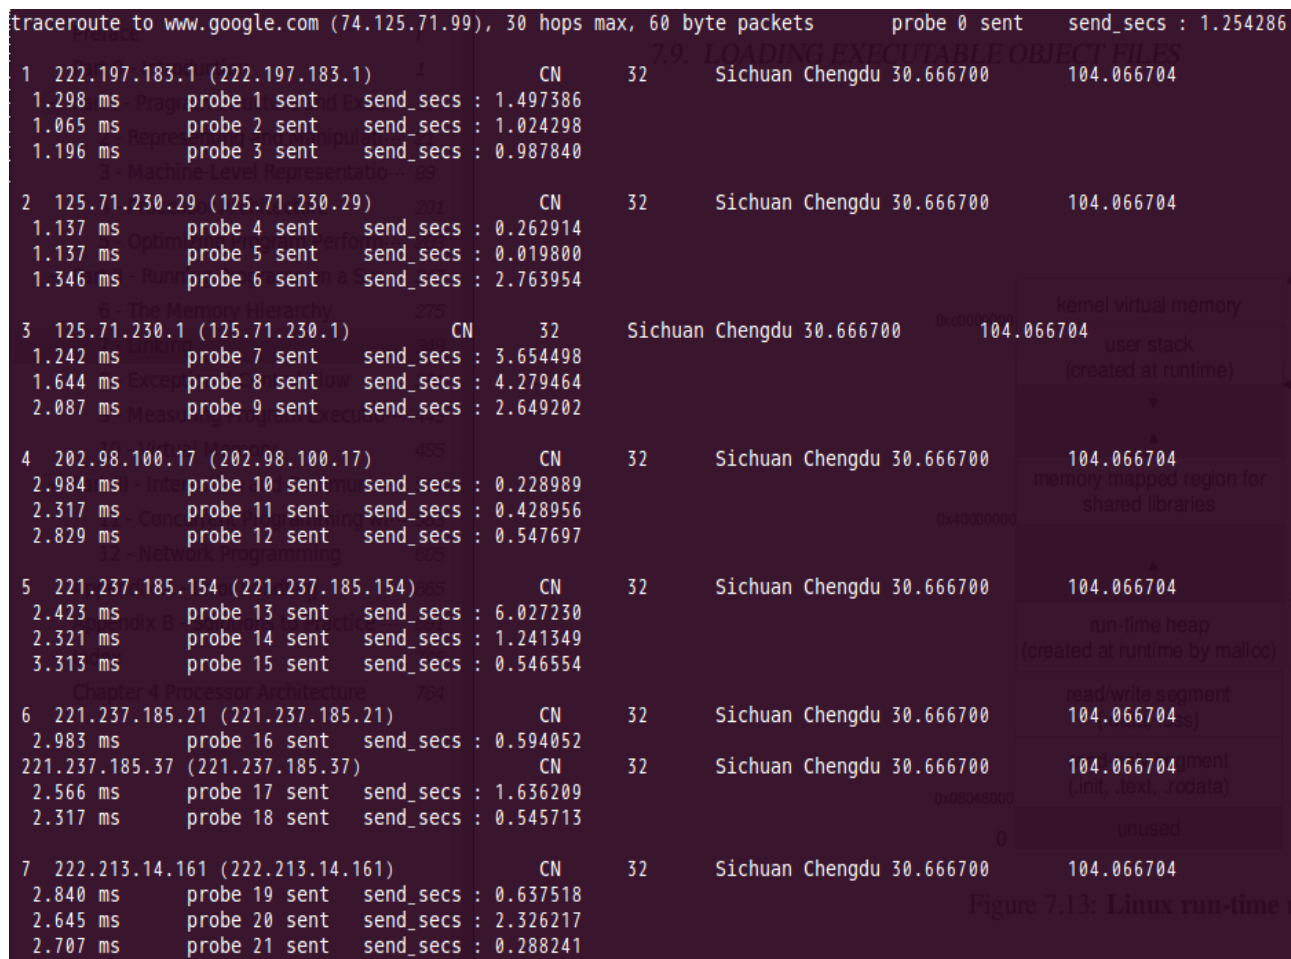 traceroute to www.google.com (74.125.71.99), 30 hops max, 60 byte packets probe 0 sent send_secs : 1.254286
7.9. LOADING EXECUTABLE OBJECT FILES
1 222.197.183.1 (222.197.183.1) CN 32 Sichuan Chengdu 30.666700 104.066704
1.298 ms probe 1 sent send_secs : 1.497386
1.065 ms probe 2 sent send_secs : 1.024298
1.196 ms probe 3 sent send_secs : 0.987840
3 - Machine-Level Representatio... 89
2 125.71.230.29 (125.71.230.29) CN 32 Sichuan Chengdu 30.666700 104.066704
201
1.137 ms probe 4 sent send_secs : 0.262914
1.137 ms probe 5 sent send_secs : 0.019800
1.346 ms probe 6 sent send_secs : 2.763954
6 - The Memory Hierarchy 275
kernel virtual memory
0xc0000000
3 125.71.230.1 (125.71.230.1) CN 32 Sichuan Chengdu 30.666700 104.066704
user stack
1.242 ms probe 7 sent send_secs : 3.654498
(created at runtime)
1.644 ms probe 8 sent send_secs : 4.279464
2.087 ms probe 9 sent send_secs : 2.649202
10 - Virtual Memory 465
4 202.98.100.17 (202.98.100.17) CN 32 Sichuan Chengdu 30.666700 104.066704
memory mapped region for
2.984 ms probe 10 sent send_secs : 0.228989
shared libraries
2.317 ms probe 11 sent send_secs : 0.428956
0x40000000
2.829 ms probe 12 sent send_secs : 0.547697
12 - Network Programming 605
5 221.237.185.154 (221.237.185.154) CN 32 Sichuan Chengdu 30.666700 104.066704
2.423 ms probe 13 sent send_secs : 6.027230
run-time heap
2.321 ms probe 14 sent send_secs : 1.241349
(created at runtime by malloc)
3.313 ms probe 15 sent send_secs : 0.546554
Chapter 4 Processor Architecture 764
read/write segment
6 221.237.185.21 (221.237.185.21) CN 32 Sichuan Chengdu 30.666700 104.066704
2.983 ms probe 16 sent send_secs : 0.594052
221.237.185.37 (221.237.185.37) CN 32 Sichuan Chengdu 30.666700 104.066704
2.566 ms probe 17 sent send_secs : 1.636209
(.init, .text, .rodata)
0x08048000
2.317 ms probe 18 sent send_secs : 0.545713
unused
0
7 222.213.14.161 (222.213.14.161) CN 32 Sichuan Chengdu 30.666700 104.066704
2.840 ms probe 19 sent send_secs : 0.637518
Figure 7.13: Linux run-time
2.645 ms probe 20 sent send_secs : 2.326217
2.707 ms probe 21 sent send_secs : 0.288241